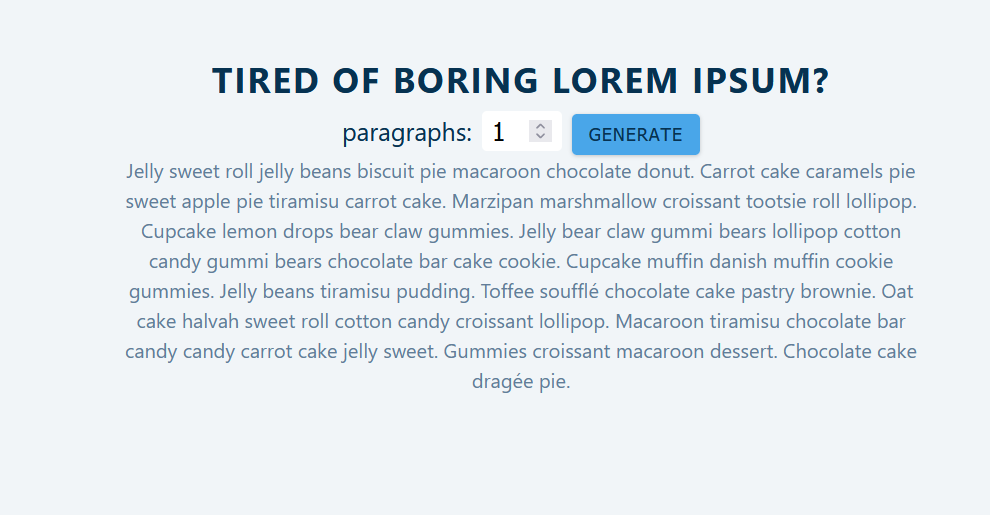 TIRED OF BORING LOREM IPSUM?
paragraphs: 1 GENERATE
Jelly sweet roll jelly beans biscuit pie macaroon chocolate donut. Carrot cake caramels pie
sweet apple pie tiramisu carrot cake. Marzipan marshmallow croissant tootsie roll lollipop.
Cupcake lemon drops bear claw gummies. Jelly bear claw gummi bears lollipop cotton
candy gummi bears chocolate bar cake cookie. Cupcake muffin danish muffin cookie
gummies. Jelly beans tiramisu pudding. Toffee soufflé chocolate cake pastry brownie. Oat
cake halvah sweet roll cotton candy croissant lollipop. Macaroon tiramisu chocolate bar
candy candy carrot cake jelly sweet. Gummies croissant macaroon dessert. Chocolate cake
dragée pie.